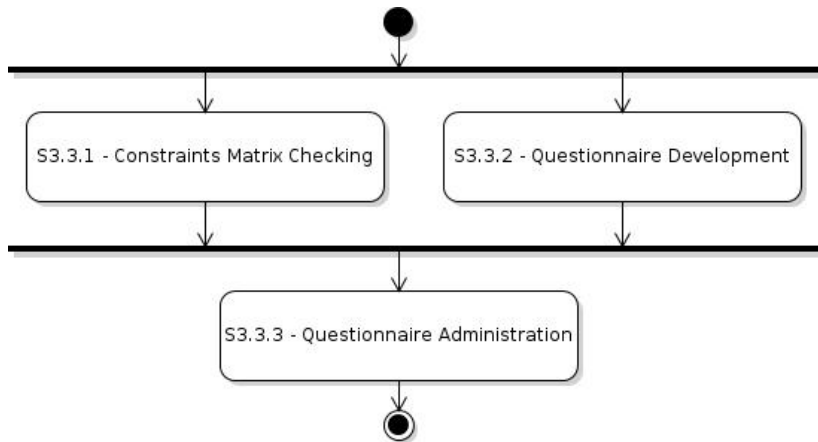 S3.3.1 - Constraints Matrix Checking
S3.3.2 - Questionnaire Development
S3.3.3 - Questionnaire Administration